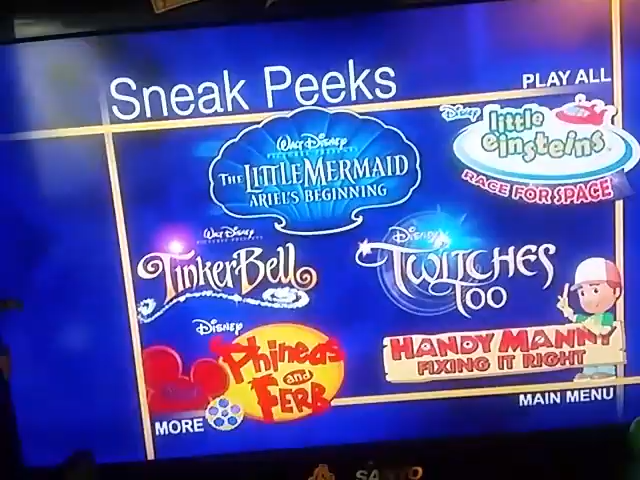 Sneak Peeks
PLAY ALL
WALT DISNEY
PICTURES PRESENTS
THE LITTLE MERMAID
ARIEL'S BEGINNING
Disney
little
einsteins
RACE FOR SPACE
WALT DISNEY
PICTURES PRESENTS
TinkerBell
Disney
TWITCHES
TOO
DISNEY
Phineas
and
FERB
HANDY MANNY
FIXING IT RIGHT
MORE
MAIN MENU
SANYO